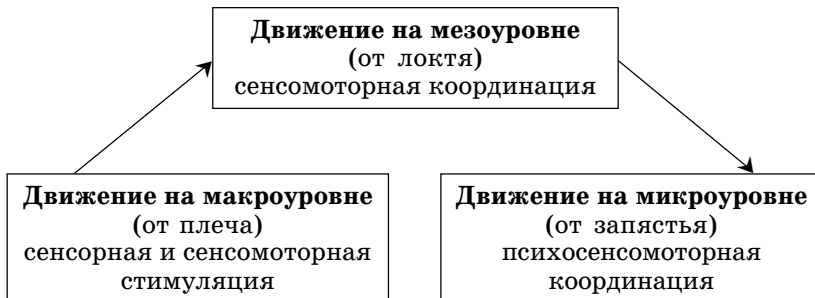 Движение на мезоуровне
(от локтя)
сенсомоторная координация
Движение на макроуровне
(от плеча)
сенсорная и сенсомоторная
стимуляция
Движение на микроуровне
(от запястья)
психосенсомоторная
координация